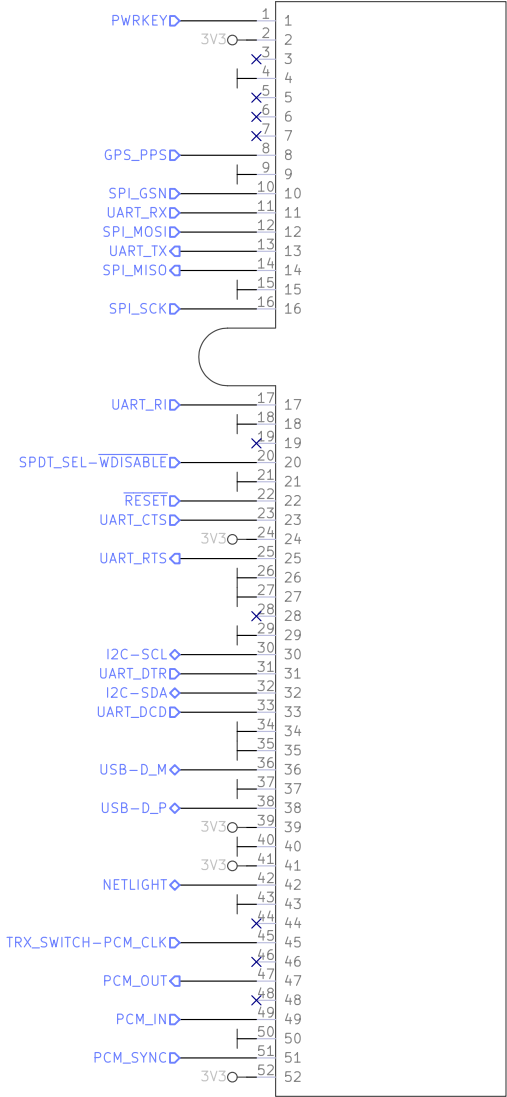 PWRKEY 1 1
3V3 2 2
3 3
4 4
5 5
6 6
7 7
GPS_PPS 8 8
9 9
SPI_GSN 10 10
UART_RX 11 11
SPI_MOSI 12 12
UART_TX 13 13
SPI_MISO 14 14
15 15
SPI_SCK 16 16
UART_RI 17 17
18 18
19 19
SPDT_SEL-WDISABLE 20 20
21 21
RESET 22 22
UART_CTS 23 23
3V3 24 24
UART_RTS 25 25
26 26
27 27
28 28
29 29
I2C-SCL 30 30
UART_DTR 31 31
I2C-SDA 32 32
UART_DCD 33 33
34 34
35 35
USB-D_M 36 36
37 37
USB-D_P 38 38
3V3 39 39
40 40
3V3 41 41
NETLIGHT 42 42
43 43
44 44
TRX_SWITCH-PCM_CLK 45 45
46 46
PCM_OUT 47 47
48 48
PCM_IN 49 49
50 50
PCM_SYNC 51 51
3V3 52 52